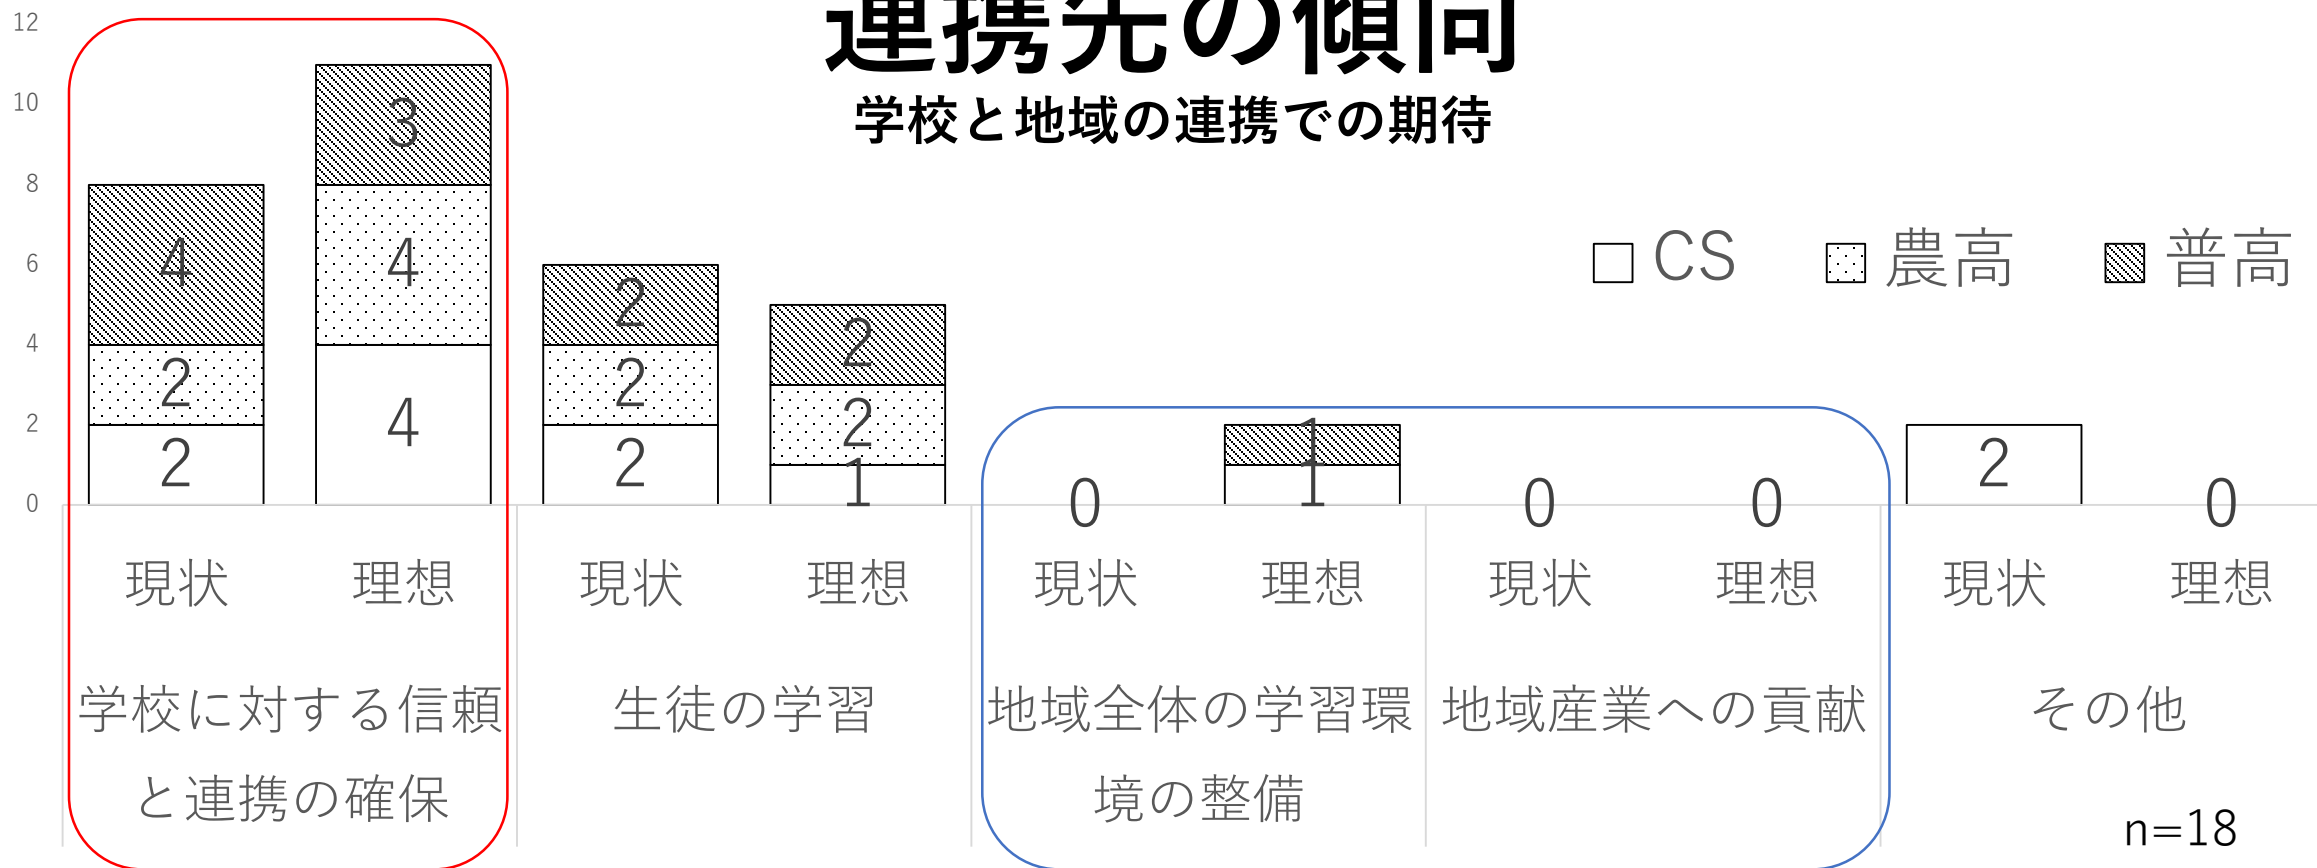 連携先の傾向
学校と地域の連携での期待
12
10
8
6
4
2
0
CS 農高 普高
4
2
2
3
4
4
2
2
2
2
2
1
0
1
1
0
0
2
0
現状 理想 現状 理想 現状 理想 現状 理想 現状 理想
学校に対する信頼
と連携の確保
生徒の学習
地域全体の学習環
境の整備
地域産業への貢献
その他
n=18